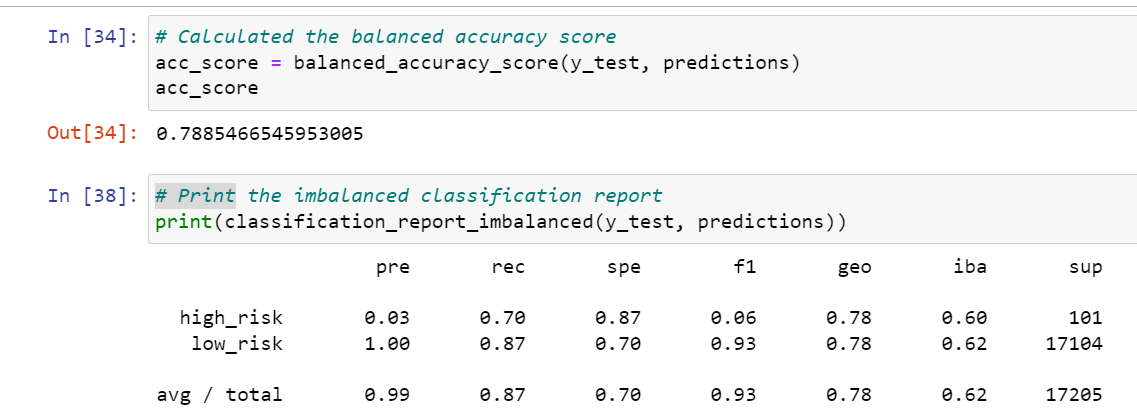 In [34]: # Calculated the balanced accuracy score
acc_score = balanced_accuracy_score(y_test, predictions)
acc_score
Out[34]: 0.7885466545953005
In [38]: # Print the imbalanced classification report
print(classification_report_imbalanced(y_test, predictions))
pre rec spe f1 geo iba sup
high_risk 0.03 0.70 0.87 0.06 0.78 0.60 101
low_risk 1.00 0.87 0.70 0.93 0.78 0.62 17104
avg / total 0.99 0.87 0.70 0.93 0.78 0.62 17205